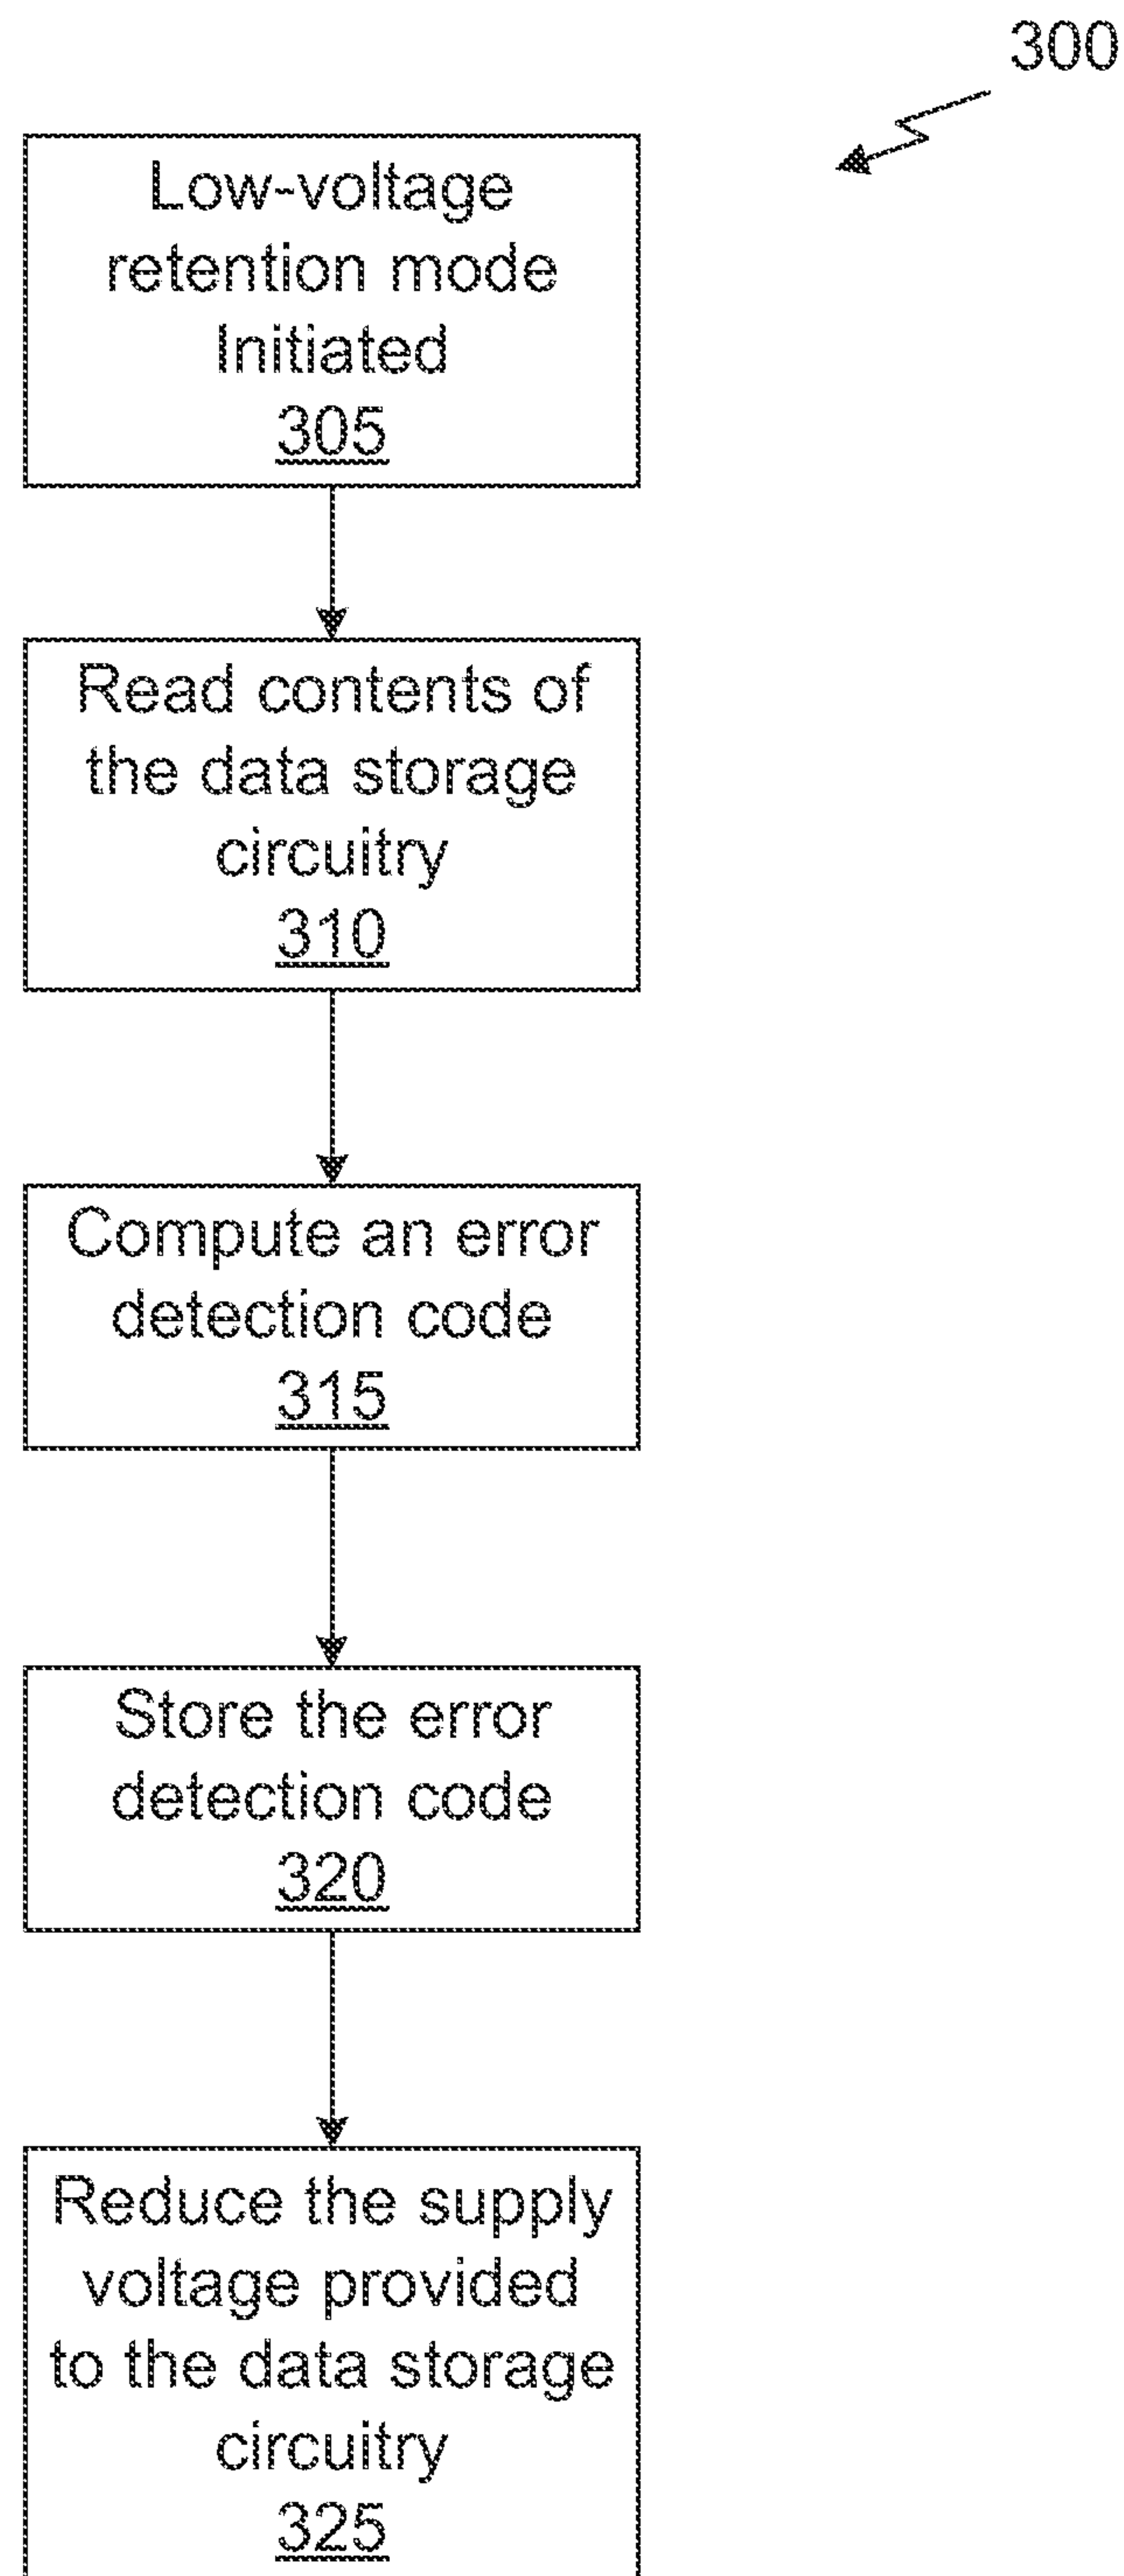 300
Low-voltage
retention mode
Initiated
305
Read contents of
the data storage
circuitry
310
Compute an error
detection code
315
Store the error
detection code
320
Reduce the supply
voltage provided
to the data storage
circuitry
325